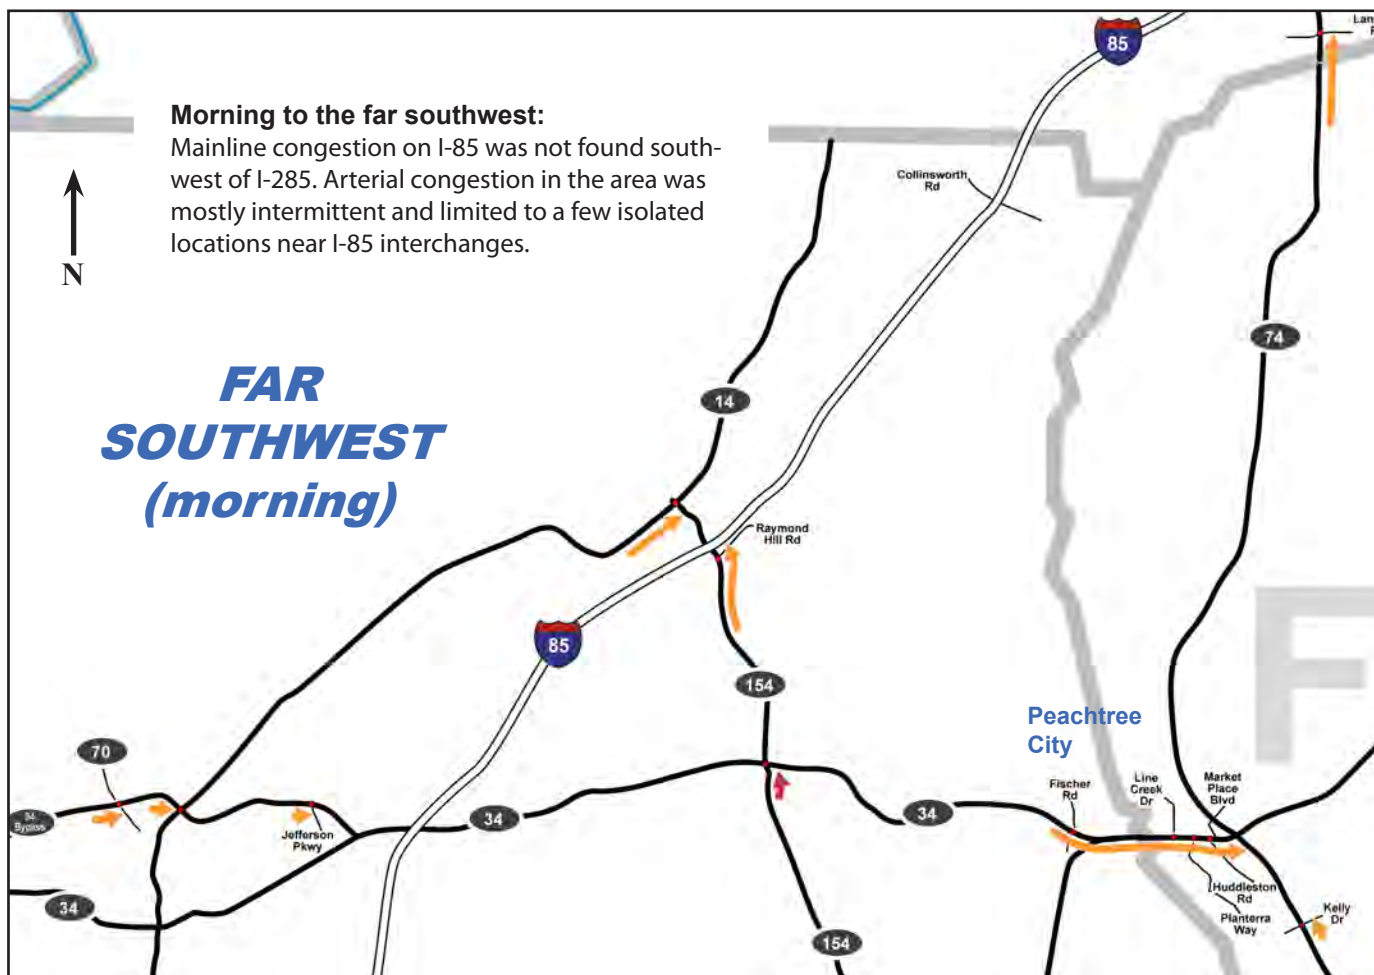 85
Morning to the far southwest:
Mainline congestion on I-85 was not found south-
west of I-285. Arterial congestion in the area was
mostly intermittent and limited to a few isolated
locations near I-85 interchanges.
N
Collinsworth
Rd
74
FAR
SOUTHWEST
(morning)
14
Raymond
Hill Rd
85
154
Peachtree
City
F
70
34
Bypass
Jefferson
Pkwy
34
34
Fischer
Rd
Line
Creek
Dr
Market
Place
Blvd
Huddleston
Rd
Planterra
Way
Kelly
Dr
34
154